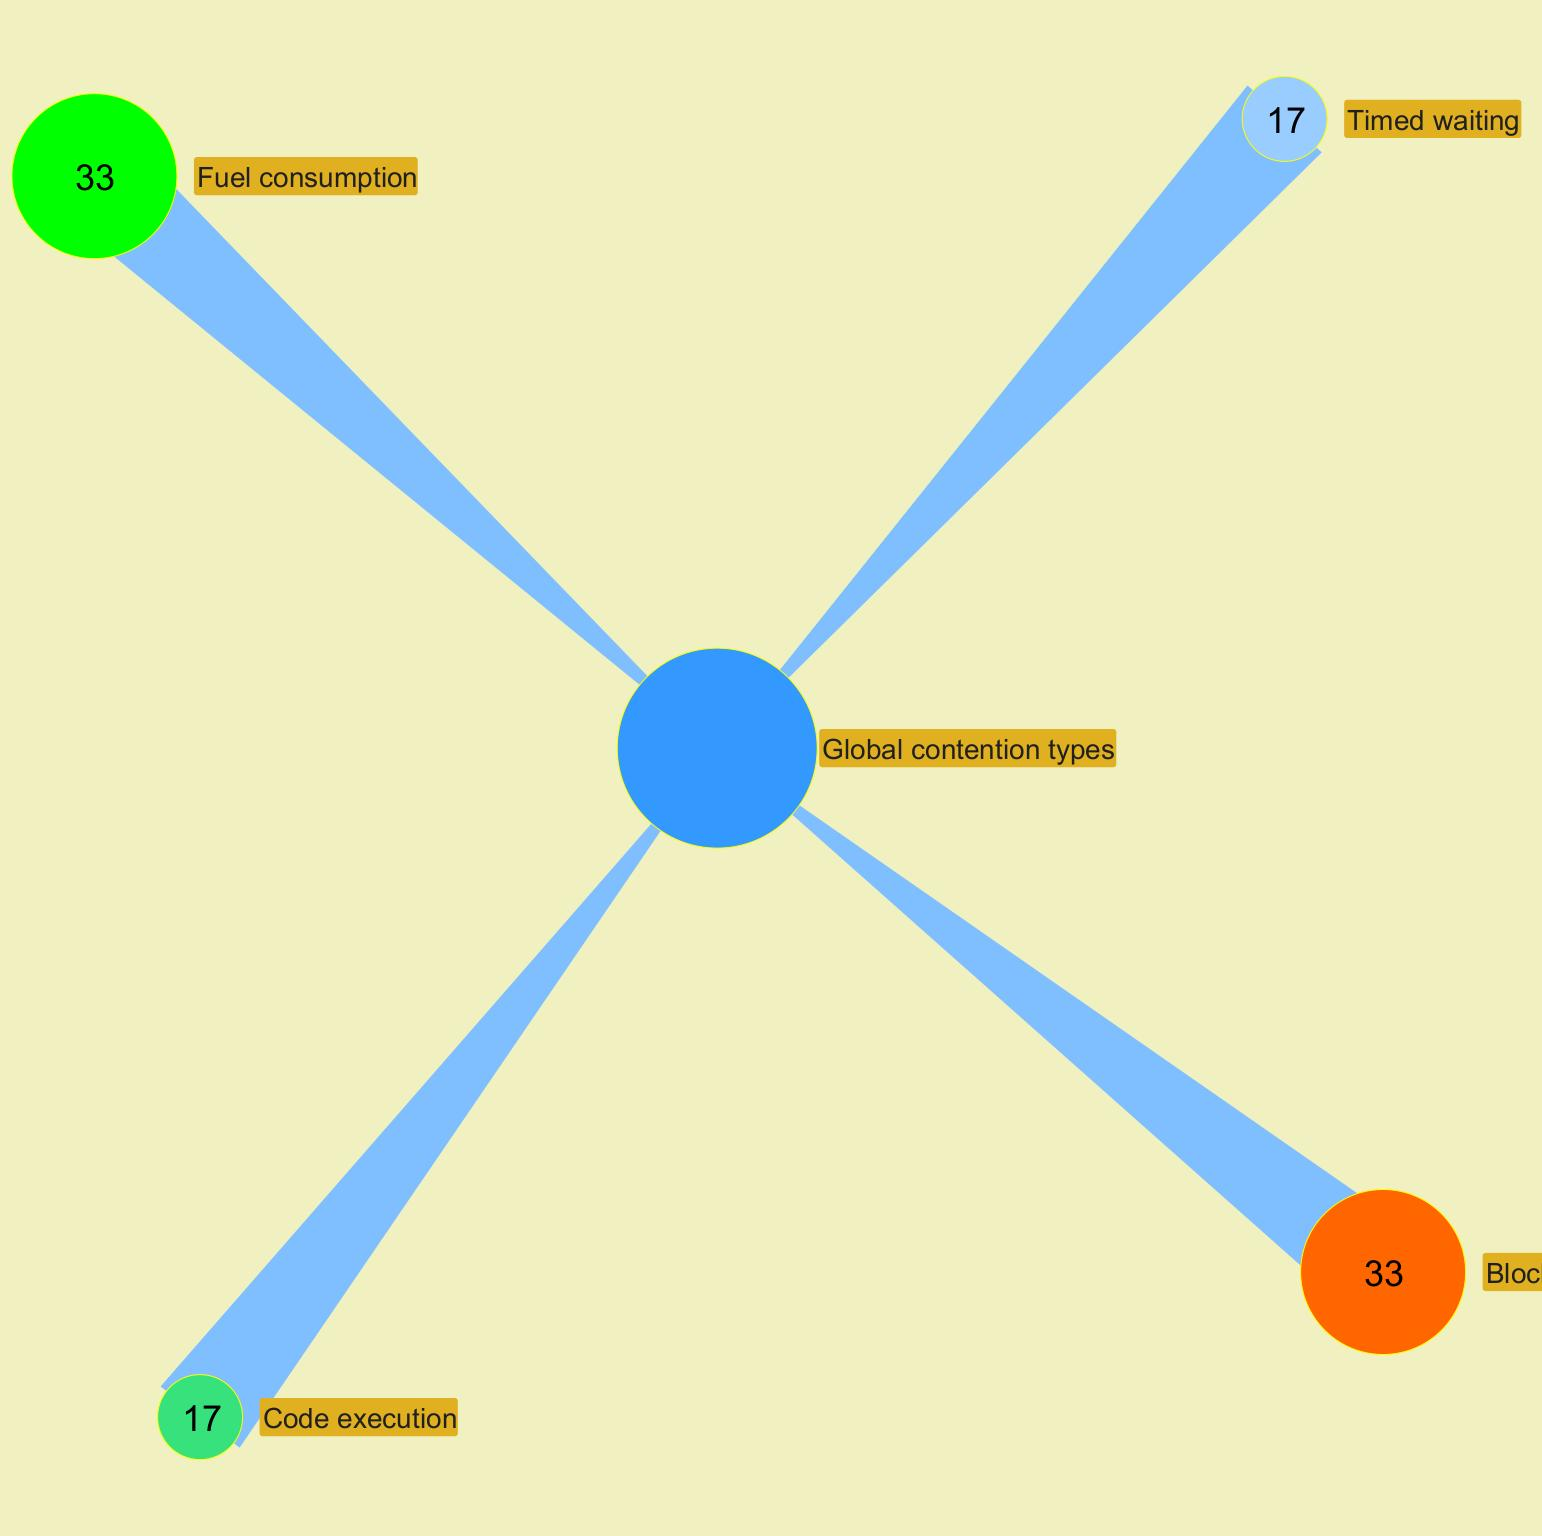 17
Timed waiting
33
Fuel consumption
Global contention types
33
17
Code execution